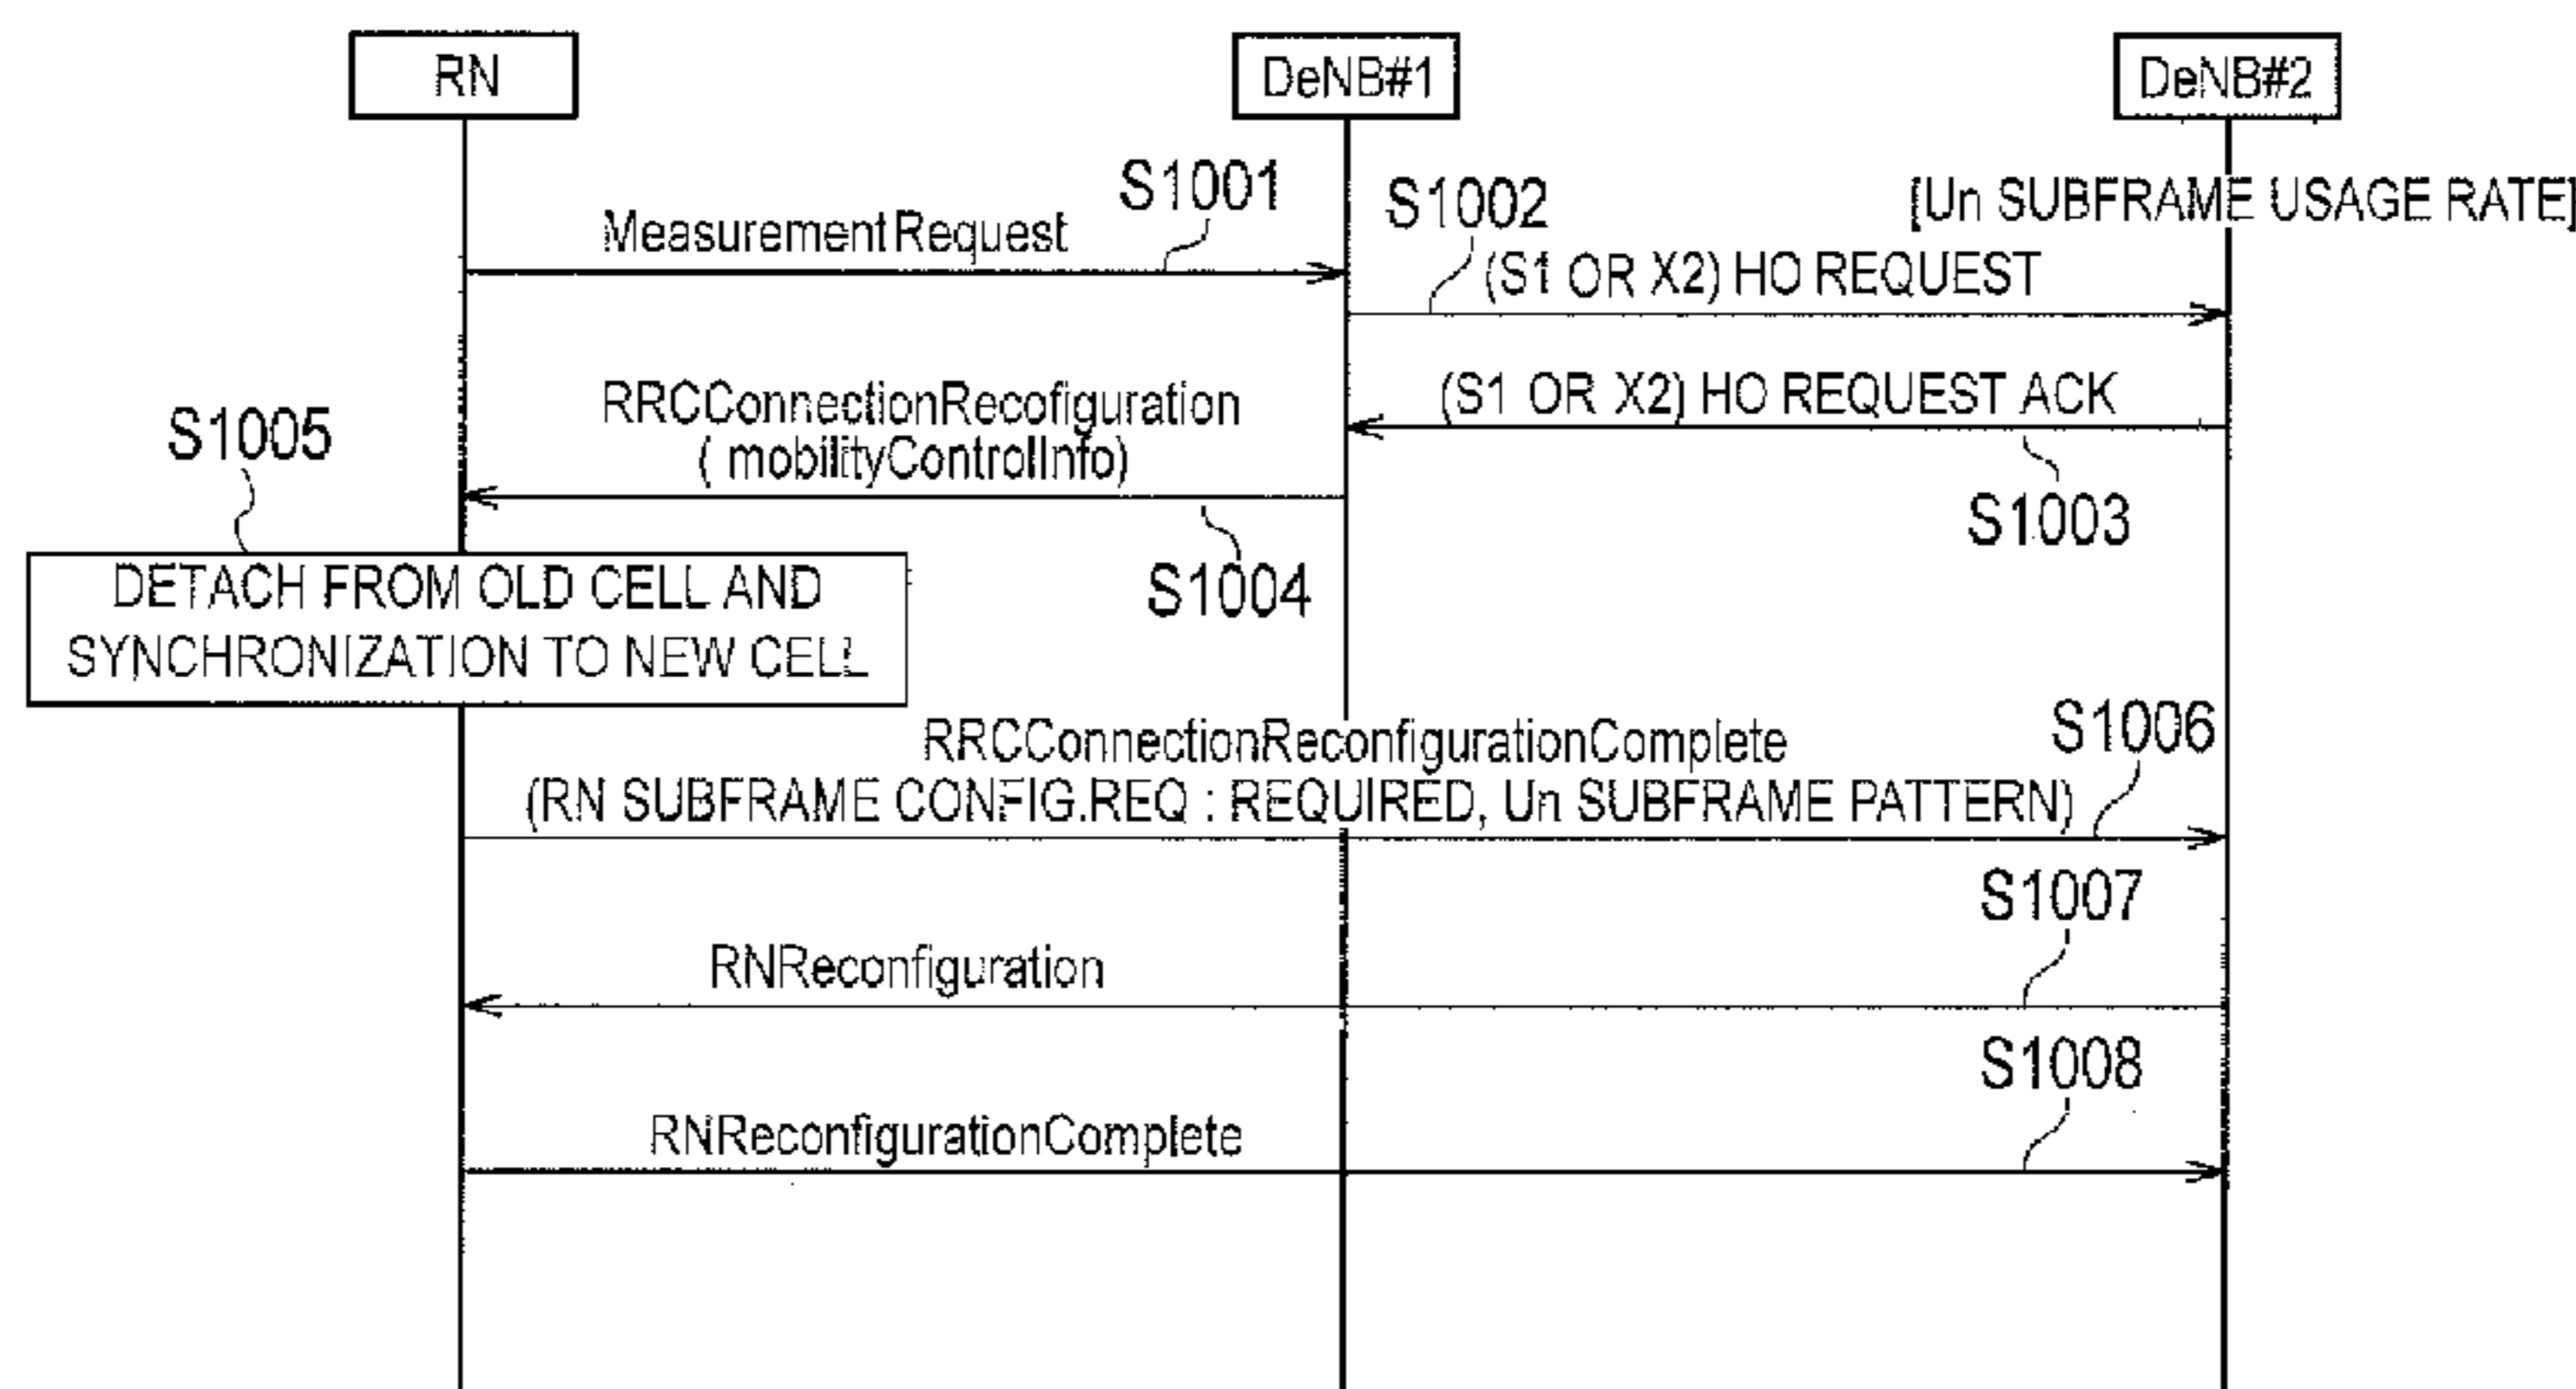 RN
DeNB#1
DeNB#2
S1001
S1002
[Un SUBFRAME USAGE RATE]
MeasurementRequest
(S1 OR X2) HO REQUEST
RRCConnectionRecofiguration
( mobilityControlInfo)
(S1 OR X2) HO REQUEST ACK
S1005
S1003
S1004
DETACH FROM OLD CELL AND
SYNCHRONIZATION TO NEW CELL
RRCConnectionReconfigurationComplete
S1006
(RN SUBFRAME CONFIG.REQ : REQUIRED, Un SUBFRAME PATTERN)
S1007
RNReconfiguration
S1008
RNReconfigurationComplete